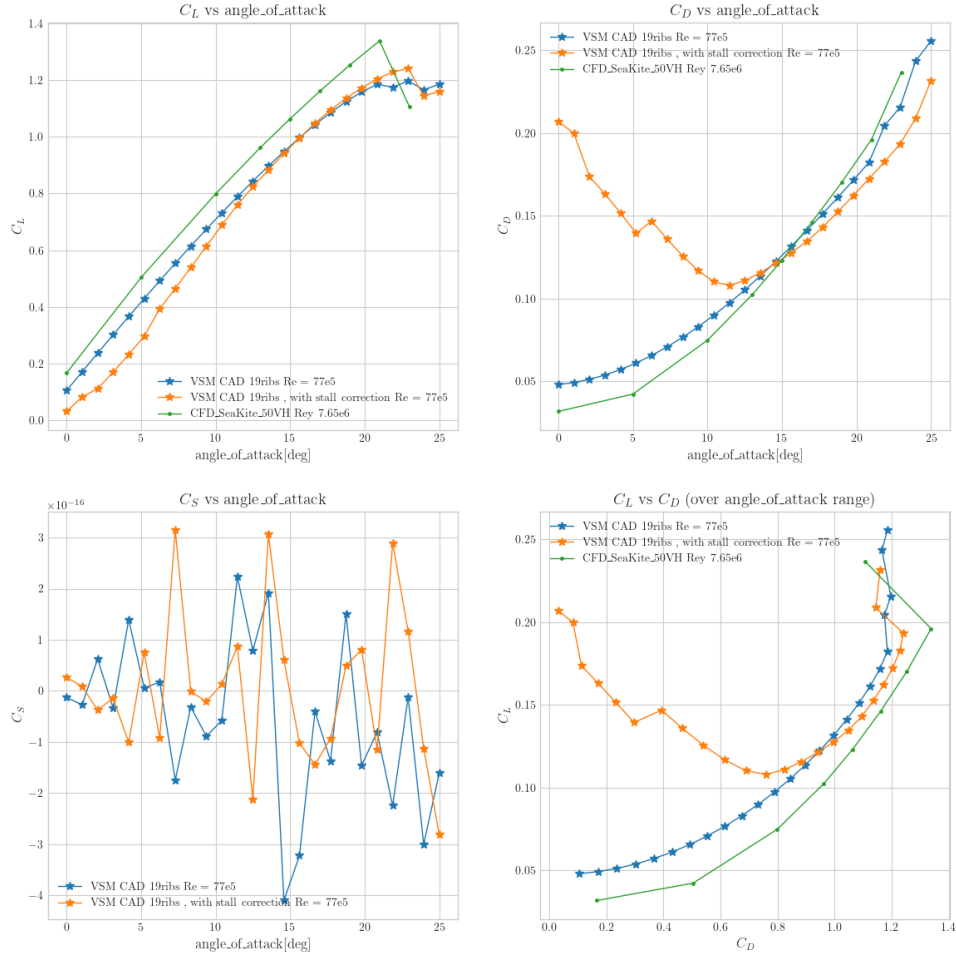 C_L vs angle_of_attack
1.4
1.2
1.0
0.8
0.6
0.4
0.2
0.0
C_L
VSM CAD 19ribs Re = 77e5
VSM CAD 19ribs , with stall correction Re = 77e5
CFD_SeaKite_50VH Rey 7.65e6
0 5 10 15 20 25
angle_of_attack[deg]
C_D vs angle_of_attack
VSM CAD 19ribs Re = 77e5
VSM CAD 19ribs , with stall correction Re = 77e5
CFD_SeaKite_50VH Rey 7.65e6
0.25
0.20
0.15
0.10
0.05
C_D
0 5 10 15 20 25
angle_of_attack[deg]
C_S vs angle_of_attack
×10⁻¹⁶
3
2
1
0
−1
−2
−3
−4
C_S
VSM CAD 19ribs Re = 77e5
VSM CAD 19ribs , with stall correction Re = 77e5
0 5 10 15 20 25
angle_of_attack[deg]
C_L vs C_D (over angle_of_attack range)
VSM CAD 19ribs Re = 77e5
VSM CAD 19ribs , with stall correction Re = 77e5
CFD_SeaKite_50VH Rey 7.65e6
0.25
0.20
0.15
0.10
0.05
C_L
0.0 0.2 0.4 0.6 0.8 1.0 1.2 1.4
C_D